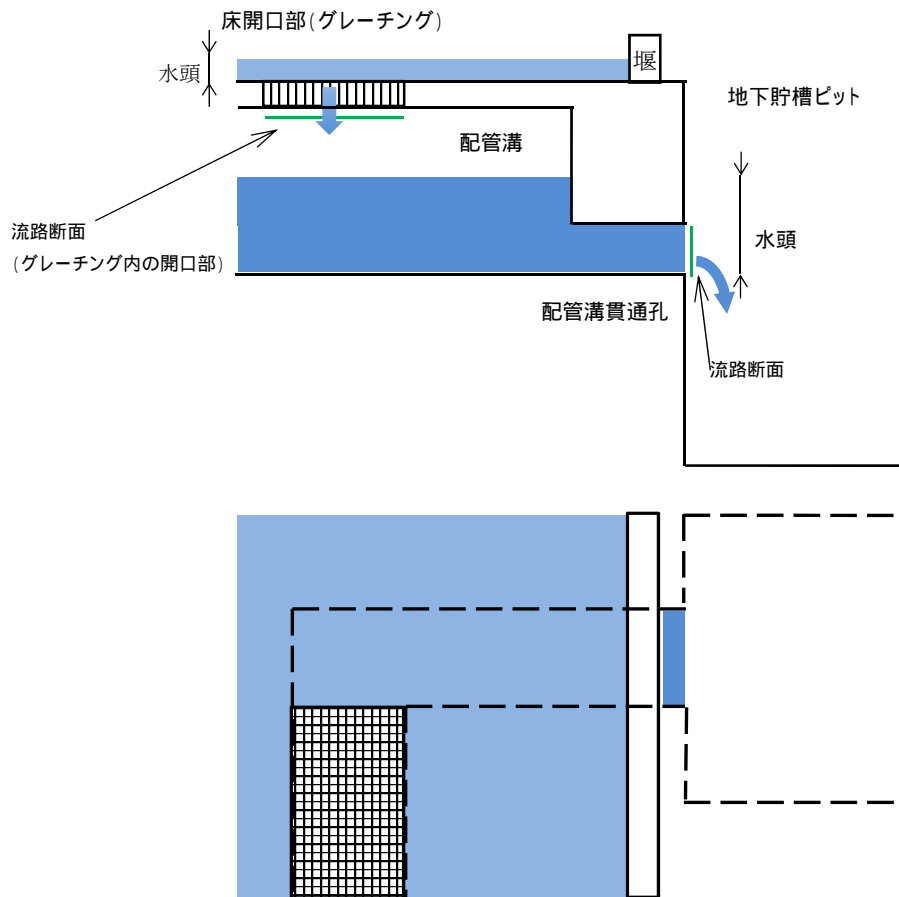 床開口部(グレーチング)
水頭
堰
地下貯槽ピット
配管溝
流路断面
(グレーチング内の開口部)
水頭
配管溝貫通孔
流路断面